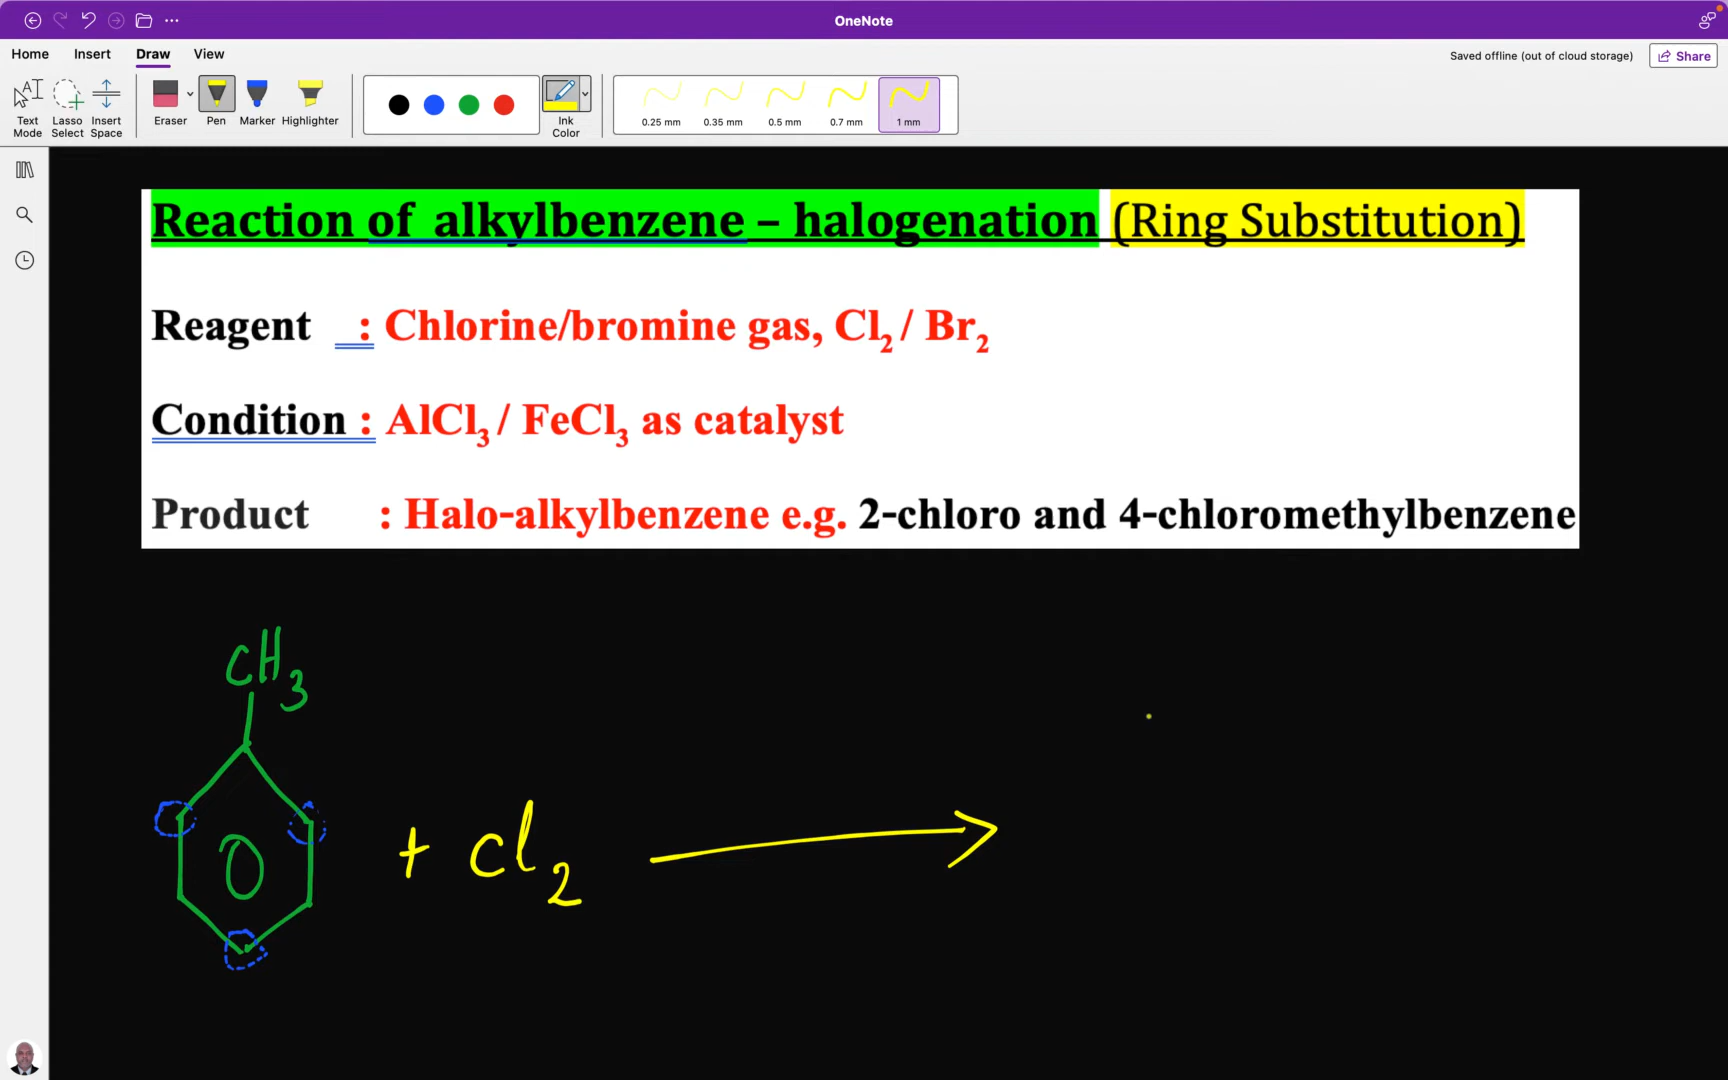 OneNote
Home Insert Draw View
Saved offline (out of cloud storage) Share
Text Mode Lasso Select Insert Space Eraser Pen Marker Highlighter Ink Color 0.25 mm 0.35 mm 0.5 mm 0.7 mm 1 mm
Reaction of alkylbenzene – halogenation (Ring Substitution)
Reagent : Chlorine/bromine gas, Cl₂ / Br₂
Condition : AlCl₃ / FeCl₃ as catalyst
Product : Halo-alkylbenzene e.g. 2-chloro and 4-chloromethylbenzene
CH₃
+ Cl₂